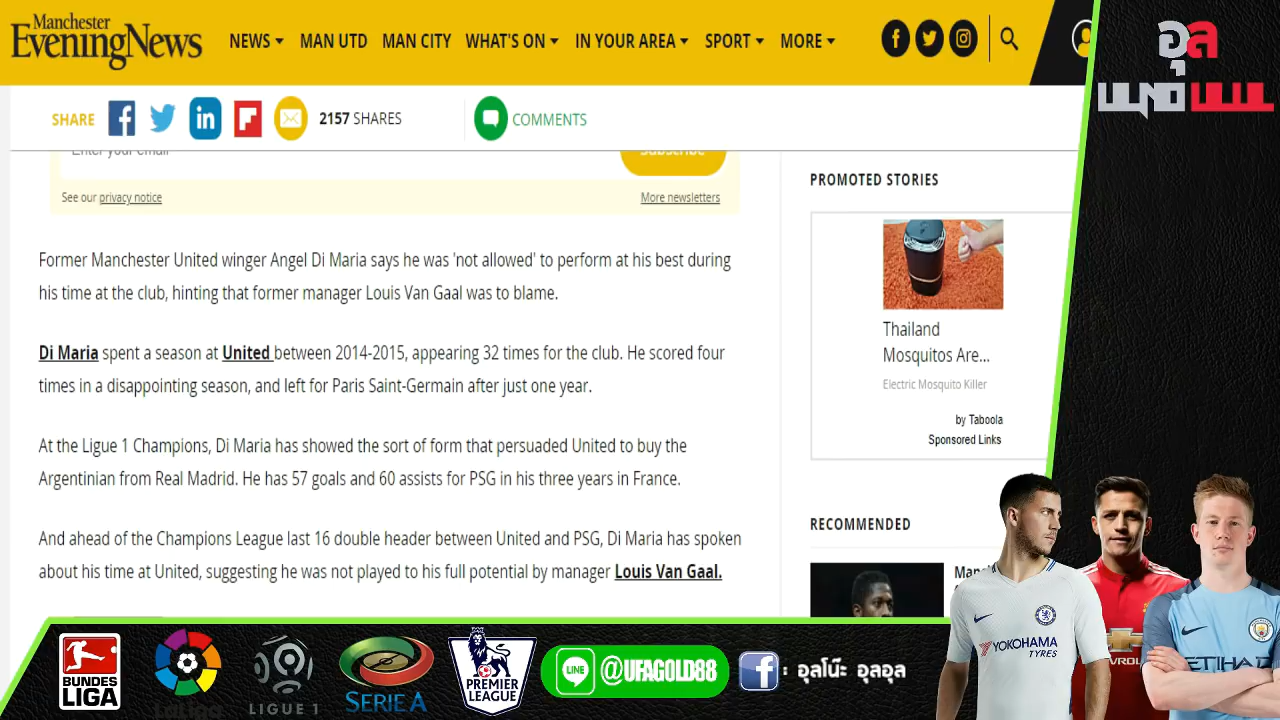 Manchester
Evening News
NEWS
MAN UTD
MAN CITY
WHAT'S ON
IN YOUR AREA
SPORT
MORE
อุล
SHARE
2157 SHARES
COMMENTS
Enter your email
Subscribe
See our privacy notice
More newsletters
Former Manchester United winger Angel Di Maria says he was 'not allowed' to perform at his best during
his time at the club, hinting that former manager Louis Van Gaal was to blame.
Di Maria spent a season at United between 2014-2015, appearing 32 times for the club. He scored four
times in a disappointing season, and left for Paris Saint-Germain after just one year.
At the Ligue 1 Champions, Di Maria has showed the sort of form that persuaded United to buy the
Argentinian from Real Madrid. He has 57 goals and 60 assists for PSG in his three years in France.
And ahead of the Champions League last 16 double header between United and PSG, Di Maria has spoken
about his time at United, suggesting he was not played to his full potential by manager Louis Van Gaal.
PROMOTED STORIES
Thailand
Mosquitos Are...
Electric Mosquito Killer
by Taboola
Sponsored Links
RECOMMENDED
YOKOHAMA
TYRES
BUNDES
LIGA
LaLiga
LIGUE 1
SERIE A
PREMIER
LEAGUE
LINE
@UFAGOLD88
: อุลโน๊ะ อุลอุล